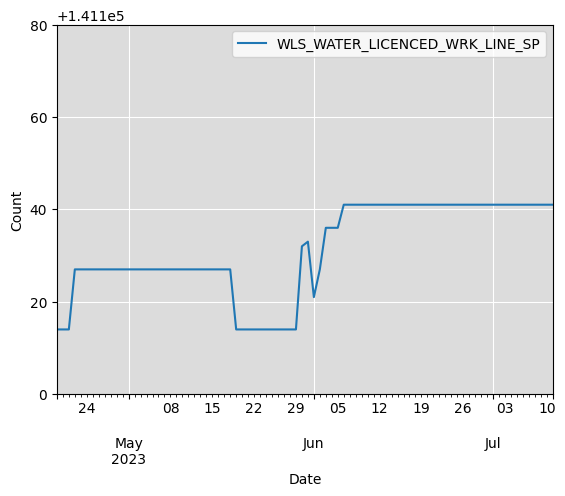 +1.411e5
80
60
40
20
0
Count
WLS_WATER_LICENCED_WRK_LINE_SP
24 08 15 22 29 05 12 19 26 03 10
May Jun Jul
2023
Date